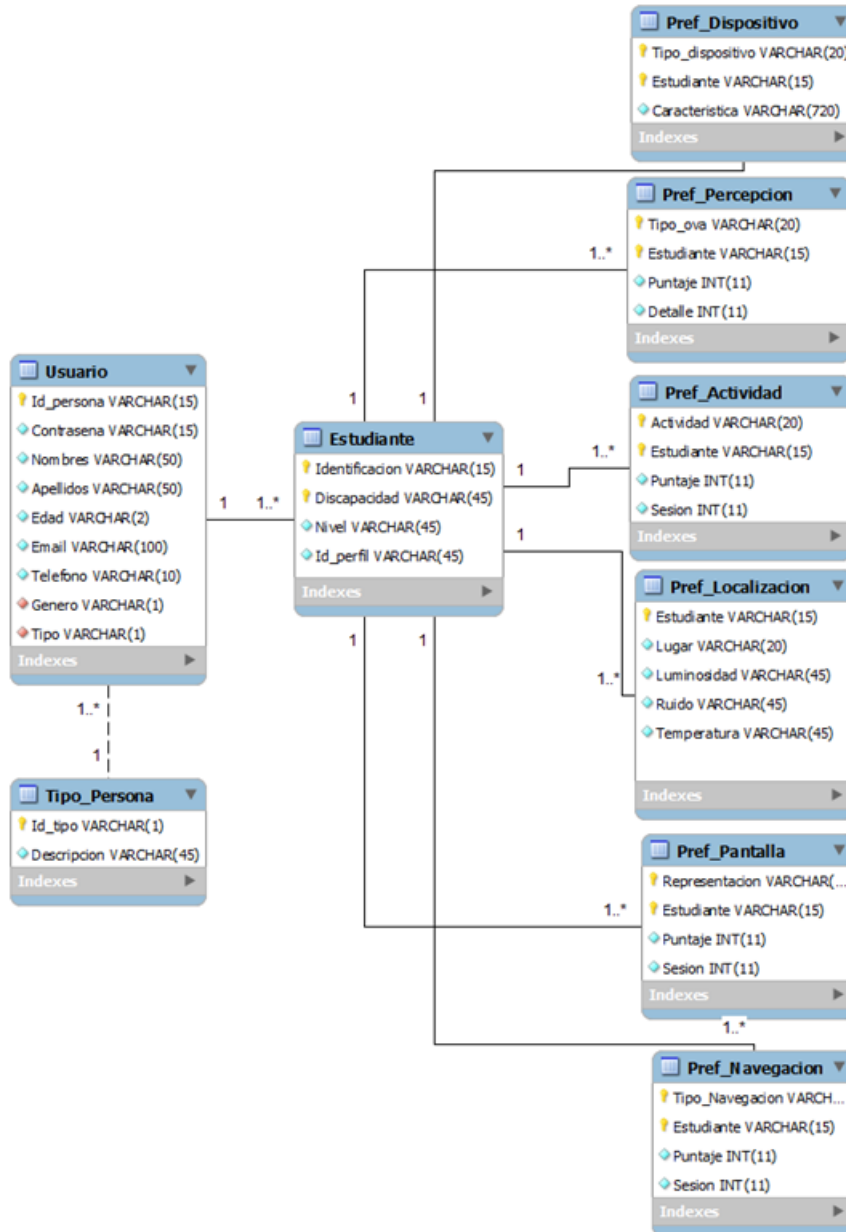 Pref_Dispositivo
Tipo_dispositivo VARCHAR(20)
Estudiante VARCHAR(15)
Caracteristica VARCHAR(720)
Indexes
Pref_Percepcion
Tipo_ova VARCHAR(20)
Estudiante VARCHAR(15)
Puntaje INT(11)
Detalle INT(11)
Indexes
1..*
1
1
Usuario
Id_persona VARCHAR(15)
Contrasena VARCHAR(15)
Nombres VARCHAR(50)
Apellidos VARCHAR(50)
Edad VARCHAR(2)
Email VARCHAR(100)
Telefono VARCHAR(10)
Genero VARCHAR(1)
Tipo VARCHAR(1)
Indexes
1
1..*
Estudiante
Identificacion VARCHAR(15)
Discapacidad VARCHAR(45)
Nivel VARCHAR(45)
Id_perfil VARCHAR(45)
Indexes
1
1..*
1
1..*
1
1
Pref_Actividad
Actividad VARCHAR(20)
Estudiante VARCHAR(15)
Puntaje INT(11)
Sesion INT(11)
Indexes
Pref_Localizacion
Estudiante VARCHAR(15)
Lugar VARCHAR(20)
Luminosidad VARCHAR(45)
Ruido VARCHAR(45)
Temperatura VARCHAR(45)
Indexes
1..*
1
Tipo_Persona
Id_tipo VARCHAR(1)
Descripcion VARCHAR(45)
Indexes
Pref_Pantalla
Representacion VARCHAR(...
Estudiante VARCHAR(15)
Puntaje INT(11)
Sesion INT(11)
Indexes
1..*
1..*
Pref_Navegacion
Tipo_Navegacion VARCH...
Estudiante VARCHAR(15)
Puntaje INT(11)
Sesion INT(11)
Indexes